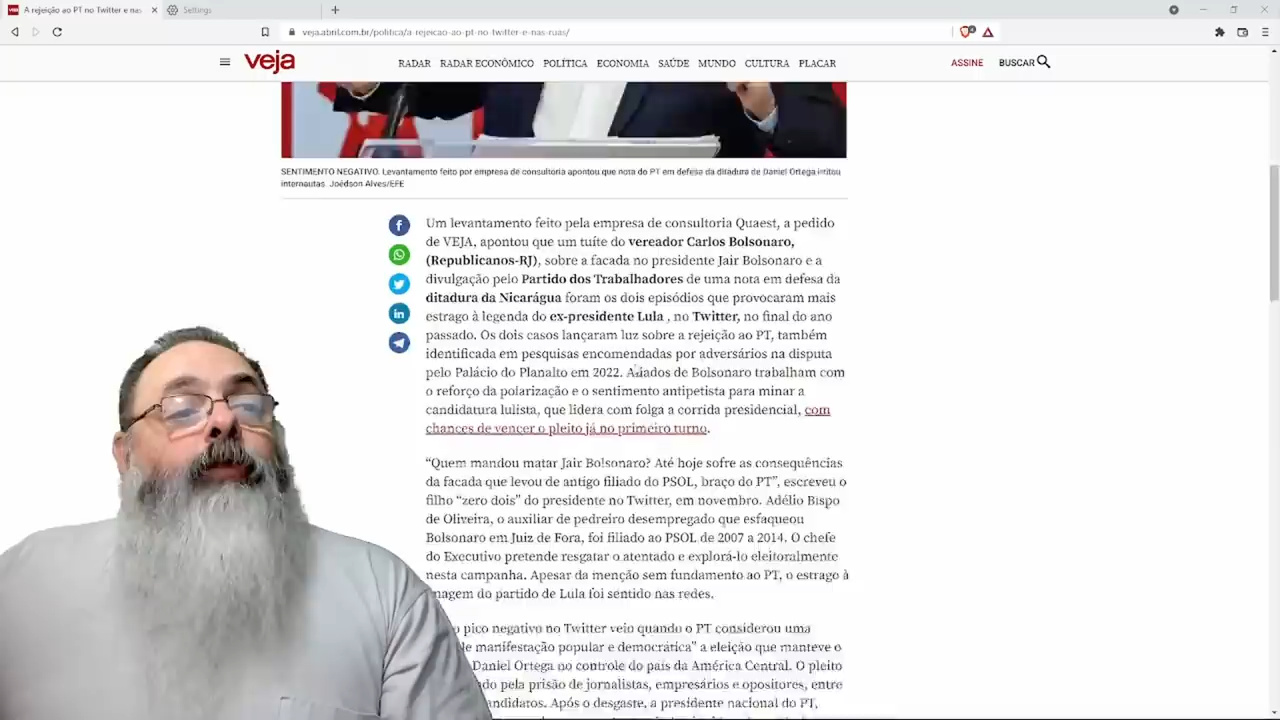 A rejeição ao PT no Twitter e nas
Settings
veja.abril.com.br/politica/a-rejeicao-ao-pt-no-twitter-e-nas-ruas/
veja
RADAR RADAR ECONÔMICO POLÍTICA ECONOMIA SAÚDE MUNDO CULTURA PLACAR
ASSINE BUSCAR
SENTIMENTO NEGATIVO. Levantamento feito por empresa de consultoria apontou que nota do PT em defesa da ditadura de Daniel Ortega irritou
internautas Joédson Alves/EFE
Um levantamento feito pela empresa de consultoria Quaest, a pedido
de VEJA, apontou que um tuíte do vereador Carlos Bolsonaro,
(Republicanos-RJ), sobre a facada no presidente Jair Bolsonaro e a
divulgação pelo Partido dos Trabalhadores de uma nota em defesa da
ditadura da Nicarágua foram os dois episódios que provocaram mais
estrago à legenda do ex-presidente Lula , no Twitter, no final do ano
passado. Os dois casos lançaram luz sobre a rejeição ao PT, também
identificada em pesquisas encomendadas por adversários na disputa
pelo Palácio do Planalto em 2022. Aliados de Bolsonaro trabalham com
o reforço da polarização e o sentimento antipetista para minar a
candidatura lulista, que lidera com folga a corrida presidencial, com
chances de vencer o pleito já no primeiro turno.
“Quem mandou matar Jair Bolsonaro? Até hoje sofre as consequências
da facada que levou de antigo filiado do PSOL, braço do PT”, escreveu o
filho “zero dois” do presidente no Twitter, em novembro. Adélio Bispo
de Oliveira, o auxiliar de pedreiro desempregado que esfaqueou
Bolsonaro em Juiz de Fora, foi filiado ao PSOL de 2007 a 2014. O chefe
do Executivo pretende resgatar o atentado e explorá-lo eleitoralmente
nesta campanha. Apesar da menção sem fundamento ao PT, o estrago à
magem do partido de Lula foi sentido nas redes.
o pico negativo no Twitter veio quando o PT considerou uma
de manifestação popular e democrática” a eleição que manteve o
Daniel Ortega no controle do país da América Central. O pleito
pela prisão de jornalistas, empresários e opositores, entre
Após o desgaste, a presidente nacional do PT,